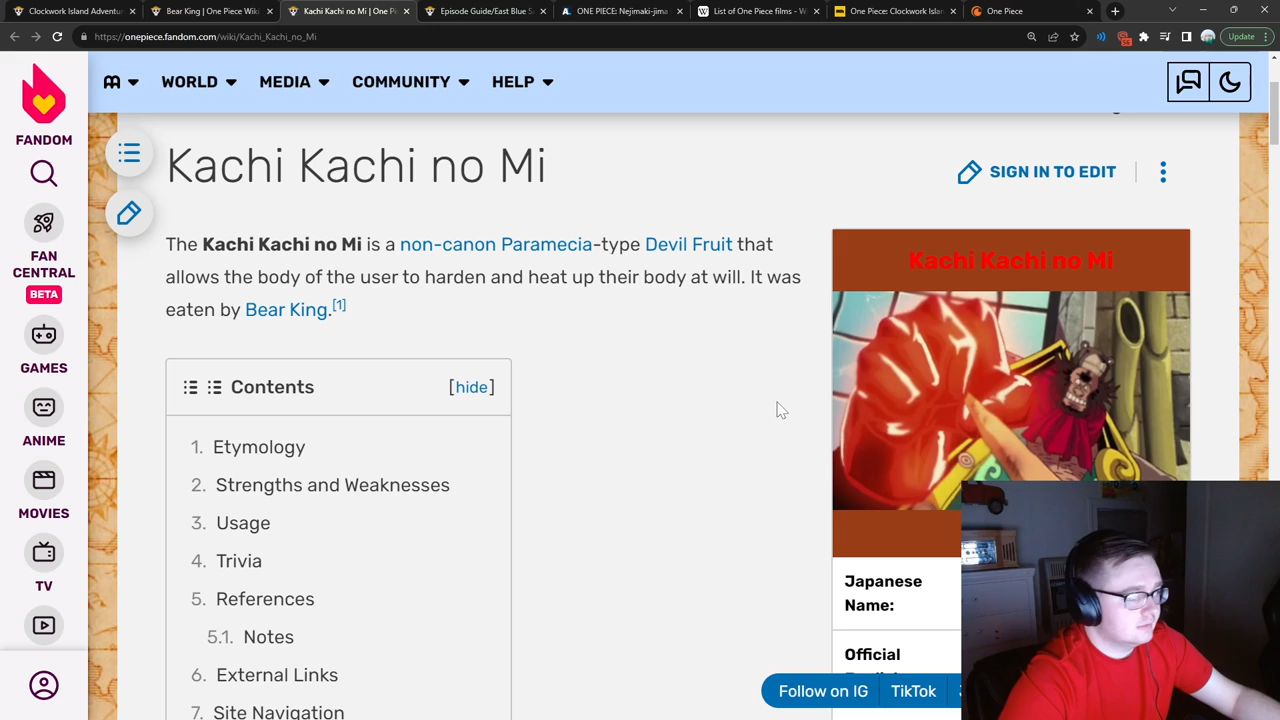 Clockwork Island Adventu
Bear King | One Piece Wiki
Kachi Kachi no Mi | One Pi
Episode Guide/East Blue S
ONE PIECE: Nejimaki-jima
List of One Piece films - W
One Piece: Clockwork Isla
One Piece
https://onepiece.fandom.com/wiki/Kachi_Kachi_no_Mi
Update
WORLD
MEDIA
COMMUNITY
HELP
FANDOM
FAN
CENTRAL
BETA
GAMES
ANIME
MOVIES
TV
Kachi Kachi no Mi
SIGN IN TO EDIT
The Kachi Kachi no Mi is a non-canon Paramecia-type Devil Fruit that
allows the body of the user to harden and heat up their body at will. It was
eaten by Bear King.[1]
Contents [hide]
1. Etymology
2. Strengths and Weaknesses
3. Usage
4. Trivia
5. References
5.1. Notes
6. External Links
7. Site Navigation
Kachi Kachi no Mi
Japanese
Name:
Official
Follow on IG
TikTok